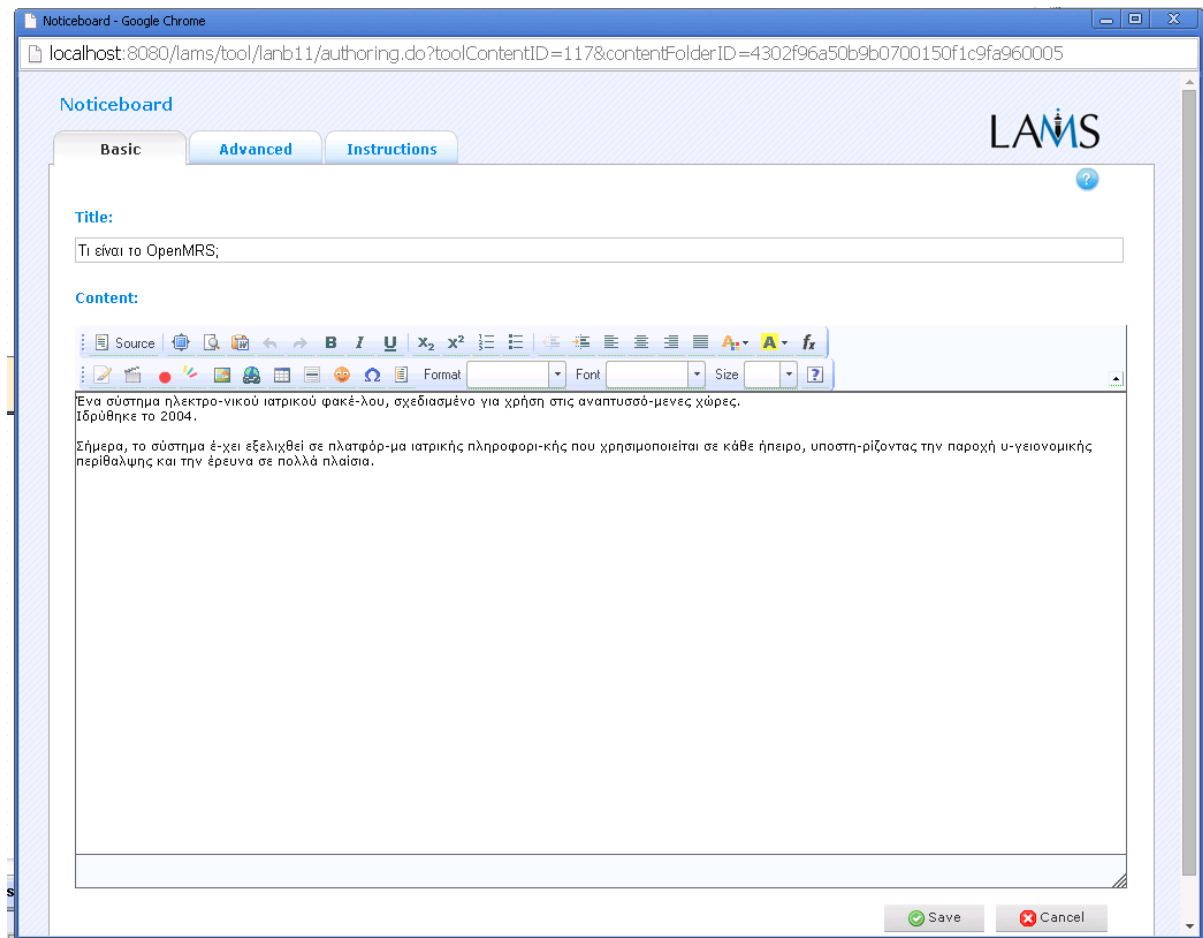 Noticeboard - Google Chrome
localhost:8080/lams/tool/lanb11/authoring.do?toolContentID=117&contentFolderID=4302f96a50b9b0700150f1c9fa960005
Noticeboard
LAMS
Basic Advanced Instructions
Title:
Τι είναι το OpenMRS;
Content:
Source B I U X₂ X² A A fx
Format Font Size
Ένα σύστημα ηλεκτρο-νικού ιατρικού φακέ-λου, σχεδιασμένο για χρήση στις αναπτυσσό-μενες χώρες.
Ιδρύθηκε το 2004.
Σήμερα, το σύστημα έ-χει εξελιχθεί σε πλατφόρ-μα ιατρικής πληροφορι-κής που χρησιμοποιείται σε κάθε ήπειρο, υποστη-ρίζοντας την παροχή υ-γειονομικής
περίθαλψης και την έρευνα σε πολλά πλαίσια.
s
Save Cancel